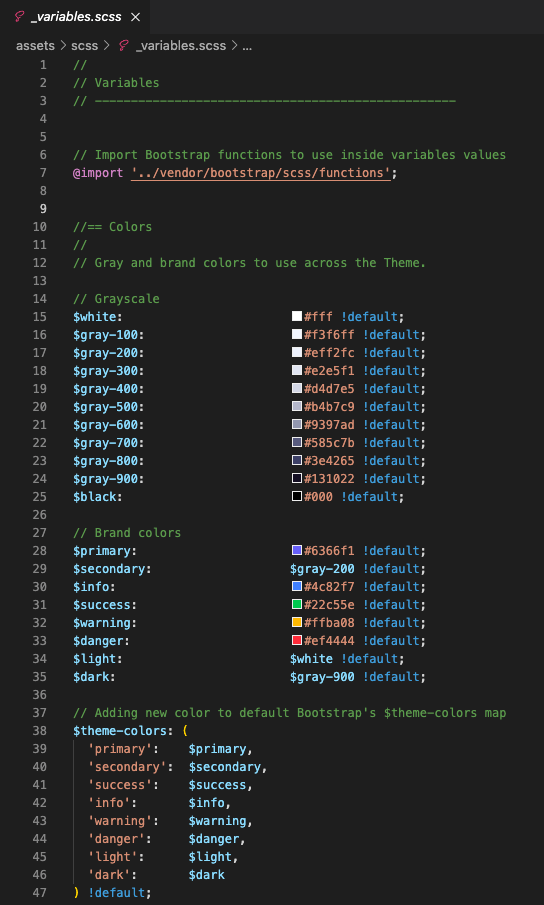 _variables.scss ×
assets > scss > _variables.scss > ...
1 //
2 // Variables
3 // --------------------------------------------------
4
5
6 // Import Bootstrap functions to use inside variables values
7 @import '../vendor/bootstrap/scss/functions';
8
9
10 //== Colors
11 //
12 // Gray and brand colors to use across the Theme.
13
14 // Grayscale
15 $white: #fff !default;
16 $gray-100: #f3f6ff !default;
17 $gray-200: #eff2fc !default;
18 $gray-300: #e2e5f1 !default;
19 $gray-400: #d4d7e5 !default;
20 $gray-500: #b4b7c9 !default;
21 $gray-600: #9397ad !default;
22 $gray-700: #585c7b !default;
23 $gray-800: #3e4265 !default;
24 $gray-900: #131022 !default;
25 $black: #000 !default;
26
27 // Brand colors
28 $primary: #6366f1 !default;
29 $secondary: $gray-200 !default;
30 $info: #4c82f7 !default;
31 $success: #22c55e !default;
32 $warning: #ffba08 !default;
33 $danger: #ef4444 !default;
34 $light: $white !default;
35 $dark: $gray-900 !default;
36
37 // Adding new color to default Bootstrap's $theme-colors map
38 $theme-colors: (
39 'primary': $primary,
40 'secondary': $secondary,
41 'success': $success,
42 'info': $info,
43 'warning': $warning,
44 'danger': $danger,
45 'light': $light,
46 'dark': $dark
47 ) !default;